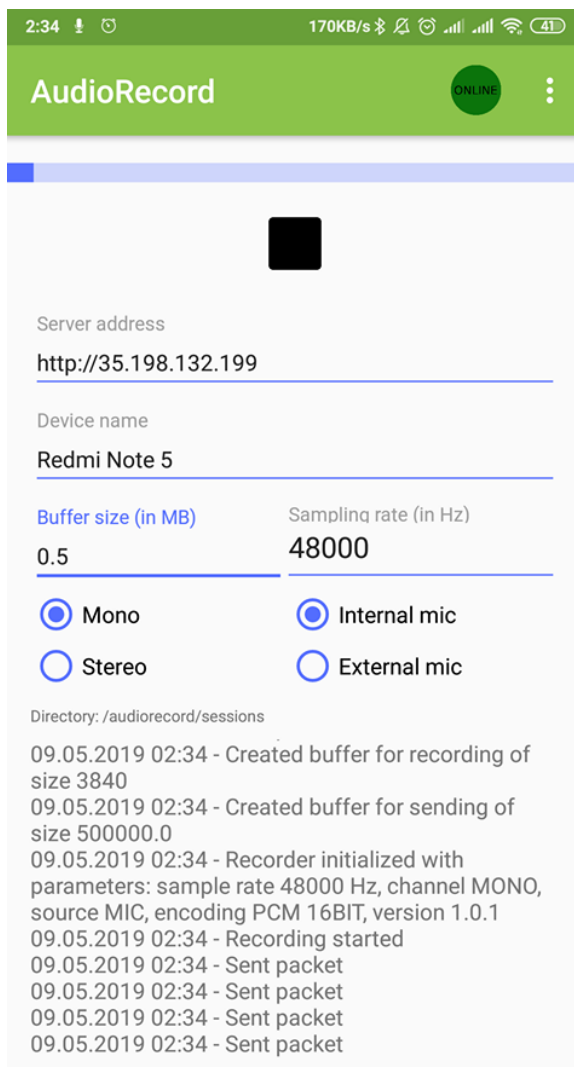 2:34 170KB/s 41
AudioRecord ONLINE
Server address
http://35.198.132.199
Device name
Redmi Note 5
Buffer size (in MB) Sampling rate (in Hz)
0.5 48000
Mono Internal mic
Stereo External mic
Directory: /audiorecord/sessions
09.05.2019 02:34 - Created buffer for recording of
size 3840
09.05.2019 02:34 - Created buffer for sending of
size 500000.0
09.05.2019 02:34 - Recorder initialized with
parameters: sample rate 48000 Hz, channel MONO,
source MIC, encoding PCM 16BIT, version 1.0.1
09.05.2019 02:34 - Recording started
09.05.2019 02:34 - Sent packet
09.05.2019 02:34 - Sent packet
09.05.2019 02:34 - Sent packet
09.05.2019 02:34 - Sent packet